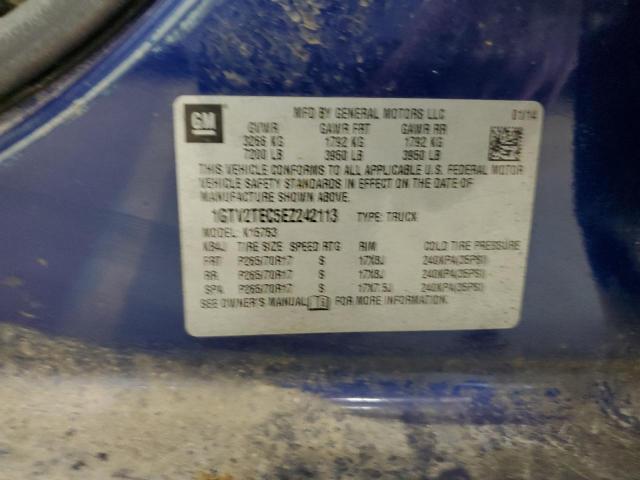 GM
MFD BY GENERAL MOTORS LLC 01/14
GVWR GAWR FRT GAWR RR
3266 KG 1792 KG 1792 KG
7200 LB 3950 LB 3950 LB
THIS VEHICLE CONFORMS TO ALL APPLICABLE U.S. FEDERAL MOTOR
VEHICLE SAFETY STANDARDS IN EFFECT ON THE DATE OF
MANUFACTURE SHOWN ABOVE.
1GTV2TEC5EZ242113 TYPE: TRUCK
MODEL: K15753
KB4J TIRE SIZE SPEED RTG RIM COLD TIRE PRESSURE
FRT P265/70R17 S 17X8J 240KPA(35PSI)
RR P265/70R17 S 17X8J 240KPA(35PSI)
SPA P265/70R17 S 17X7.5J 240KPA(35PSI)
SEE OWNER'S MANUAL FOR MORE INFORMATION.